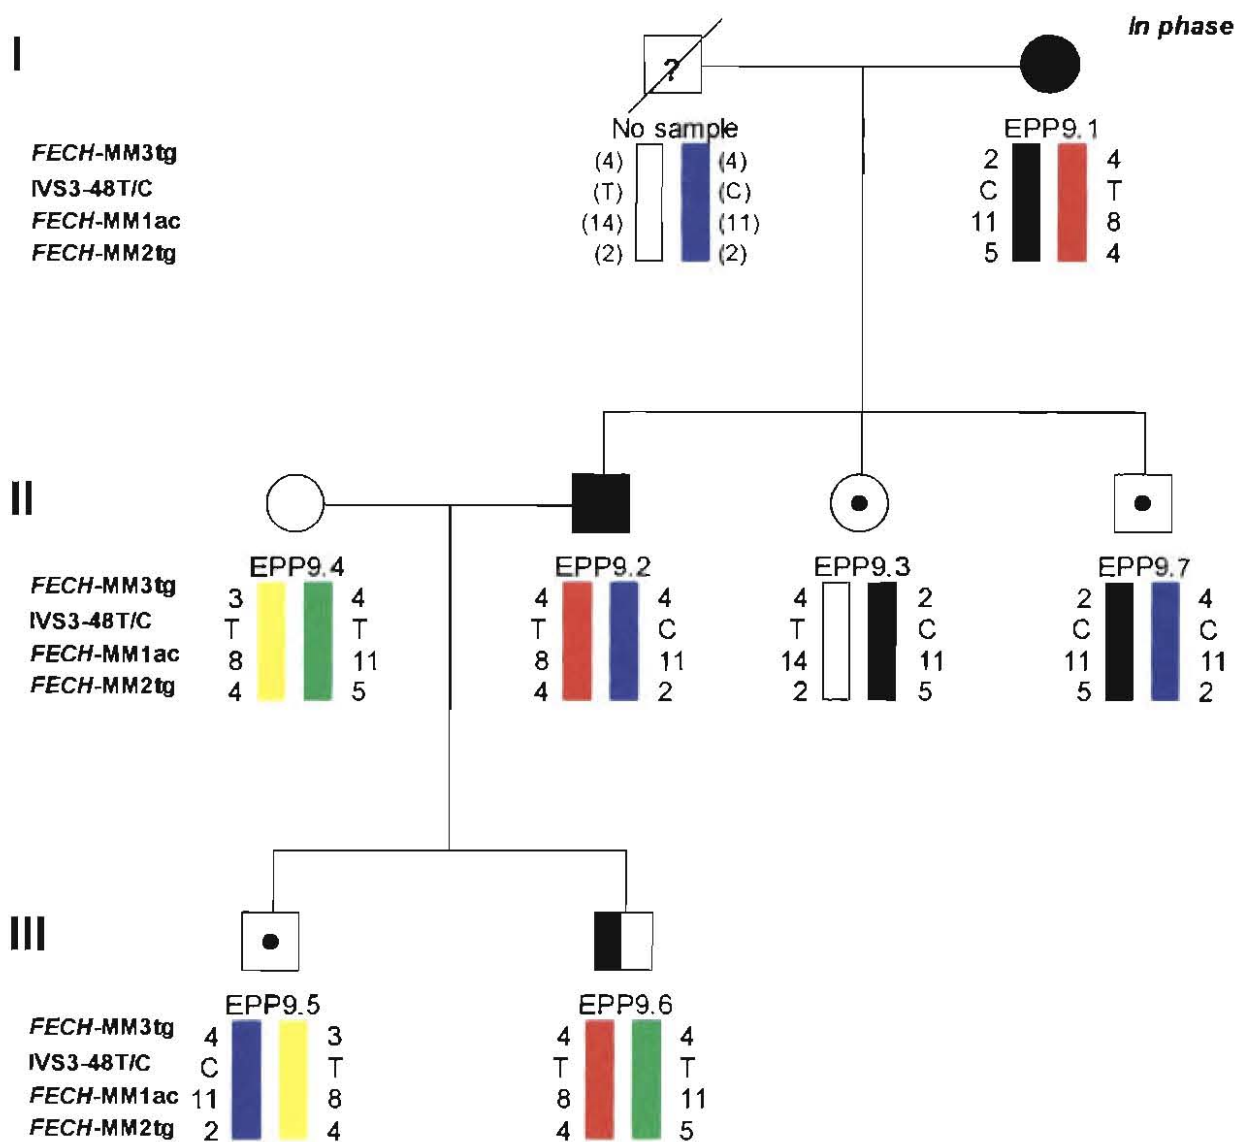 In phase
I
?
No sample EPP9.1
FECH-MM3tg (4) (4) 2 4
IVS3-48T/C (T) (C) C T
FECH-MM1ac (14) (11) 11 8
FECH-MM2tg (2) (2) 5 4
II
EPP9.4 EPP9.2 EPP9.3 EPP9.7
FECH-MM3tg 3 4 4 4 4 2 2 4
IVS3-48T/C T T T C T C C C
FECH-MM1ac 8 11 8 11 14 11 11 11
FECH-MM2tg 4 5 4 2 2 5 5 2
III
EPP9.5 EPP9.6
FECH-MM3tg 4 3 4 4
IVS3-48T/C C T T T
FECH-MM1ac 11 8 8 11
FECH-MM2tg 2 4 4 5